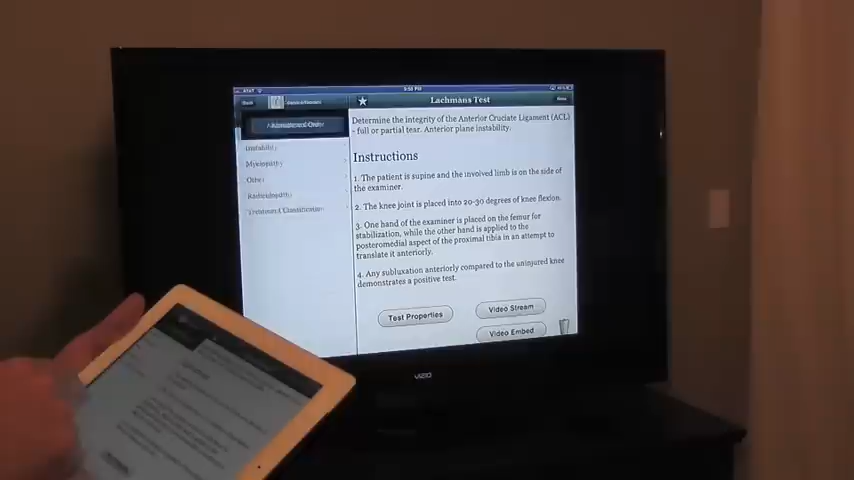 AT&T
Back
Lachmans Test
Alphabetical Order
Instability
Myelopathy
Other
Radiculopathy
Treatment Classification
Determine the integrity of the Anterior Cruciate Ligament (ACL)
- full or partial tear. Anterior plane instability.
Instructions
1. The patient is supine and the involved limb is on the side of
the examiner.
2. The knee joint is placed into 20-30 degrees of knee flexion.
3. One hand of the examiner is placed on the femur for
stabilization, while the other hand is applied to the
posteromedial aspect of the proximal tibia in an attempt to
translate it anteriorly.
4. Any subluxation anteriorly compared to the uninjured knee
demonstrates a positive test.
Test Properties
Video Stream
Video Embed
VIZIO